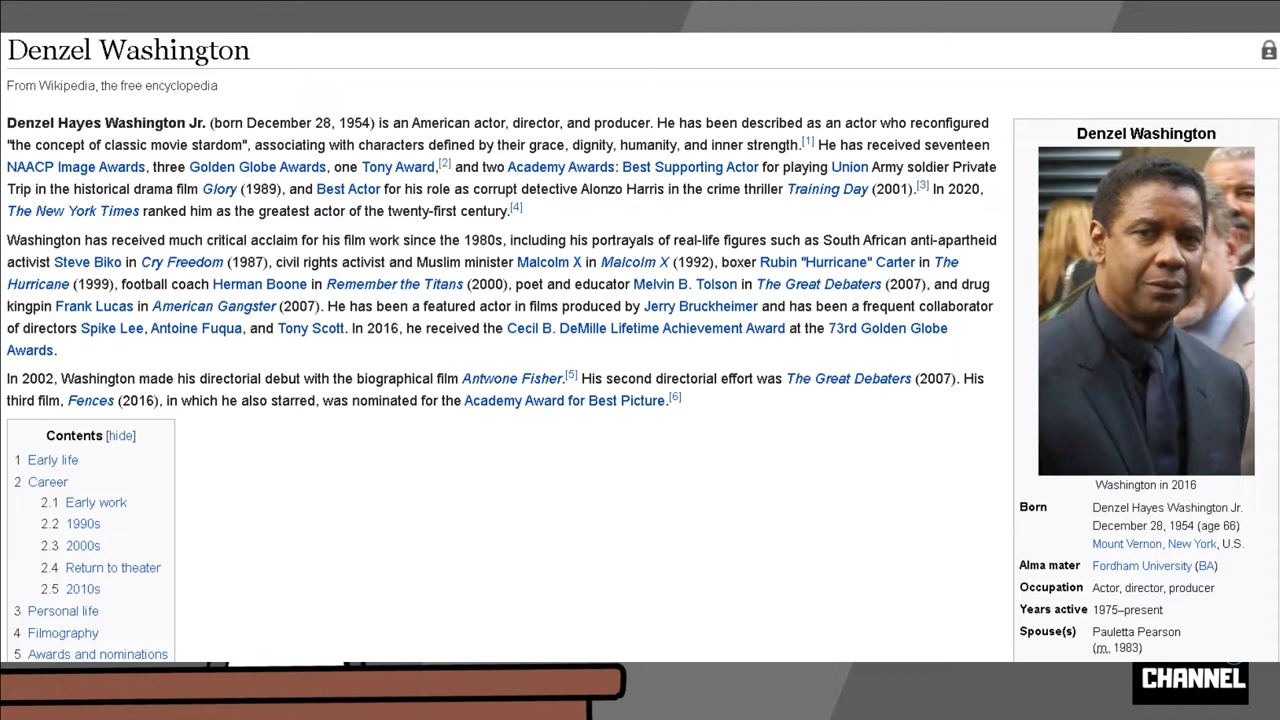 Denzel Washington
From Wikipedia, the free encyclopedia
Denzel Hayes Washington Jr. (born December 28, 1954) is an American actor, director, and producer. He has been described as an actor who reconfigured
"the concept of classic movie stardom", associating with characters defined by their grace, dignity, humanity, and inner strength.[1] He has received seventeen
NAACP Image Awards, three Golden Globe Awards, one Tony Award,[2] and two Academy Awards: Best Supporting Actor for playing Union Army soldier Private
Trip in the historical drama film Glory (1989), and Best Actor for his role as corrupt detective Alonzo Harris in the crime thriller Training Day (2001).[3] In 2020,
The New York Times ranked him as the greatest actor of the twenty-first century.[4]
Washington has received much critical acclaim for his film work since the 1980s, including his portrayals of real-life figures such as South African anti-apartheid
activist Steve Biko in Cry Freedom (1987), civil rights activist and Muslim minister Malcolm X in Malcolm X (1992), boxer Rubin "Hurricane" Carter in The
Hurricane (1999), football coach Herman Boone in Remember the Titans (2000), poet and educator Melvin B. Tolson in The Great Debaters (2007), and drug
kingpin Frank Lucas in American Gangster (2007). He has been a featured actor in films produced by Jerry Bruckheimer and has been a frequent collaborator
of directors Spike Lee, Antoine Fuqua, and Tony Scott. In 2016, he received the Cecil B. DeMille Lifetime Achievement Award at the 73rd Golden Globe
Awards.
In 2002, Washington made his directorial debut with the biographical film Antwone Fisher.[5] His second directorial effort was The Great Debaters (2007). His
third film, Fences (2016), in which he also starred, was nominated for the Academy Award for Best Picture.[6]
Contents [hide]
1 Early life
2 Career
2.1 Early work
2.2 1990s
2.3 2000s
2.4 Return to theater
2.5 2010s
3 Personal life
4 Filmography
5 Awards and nominations
Denzel Washington
Washington in 2016
Born Denzel Hayes Washington Jr.
December 28, 1954 (age 66)
Mount Vernon, New York, U.S.
Alma mater Fordham University (BA)
Occupation Actor, director, producer
Years active 1975–present
Spouse(s) Pauletta Pearson
(m. 1983)
CHANNEL